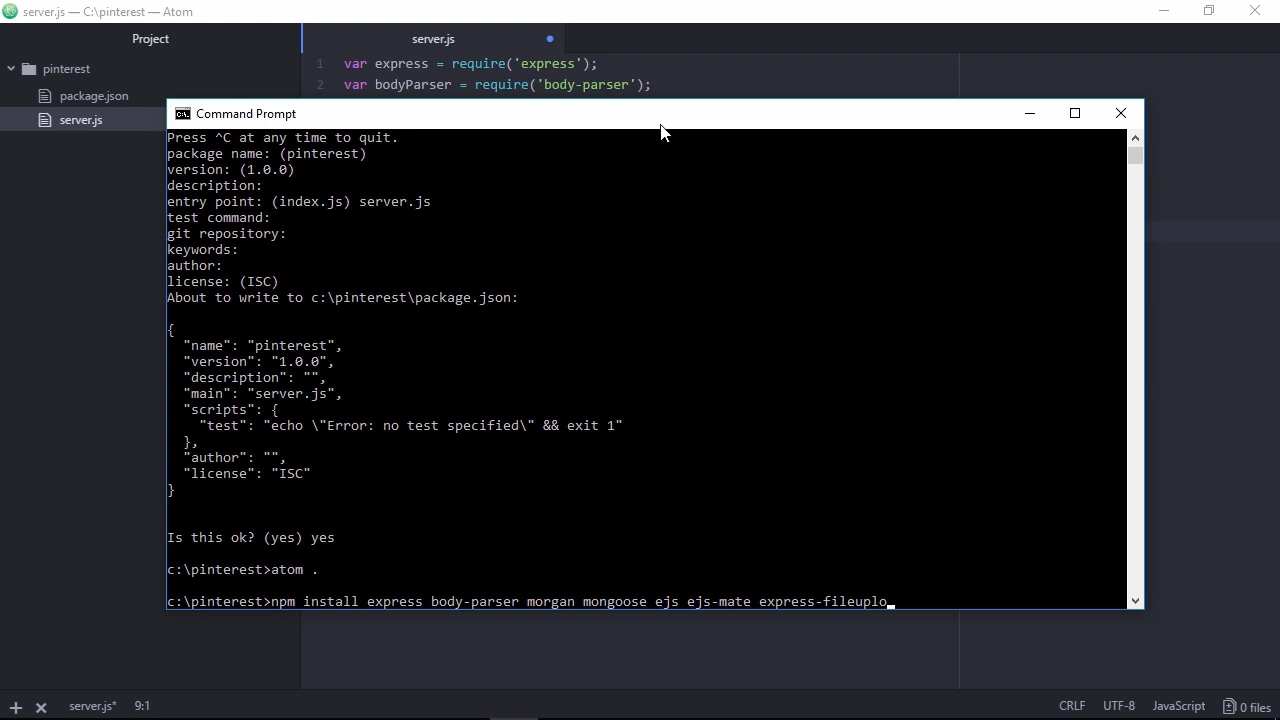 server.js — C:\pinterest — Atom
Project
server.js
pinterest
package.json
server.js
1 var express = require('express');
2 var bodyParser = require('body-parser');
Command Prompt
Press ^C at any time to quit.
package name: (pinterest)
version: (1.0.0)
description:
entry point: (index.js) server.js
test command:
git repository:
keywords:
author:
license: (ISC)
About to write to c:\pinterest\package.json:
{
"name": "pinterest",
"version": "1.0.0",
"description": "",
"main": "server.js",
"scripts": {
"test": "echo \"Error: no test specified\" && exit 1"
},
"author": "",
"license": "ISC"
}
Is this ok? (yes) yes
c:\pinterest>atom .
c:\pinterest>npm install express body-parser morgan mongoose ejs ejs-mate express-fileuplo_
server.js* 9:1 CRLF UTF-8 JavaScript 0 files